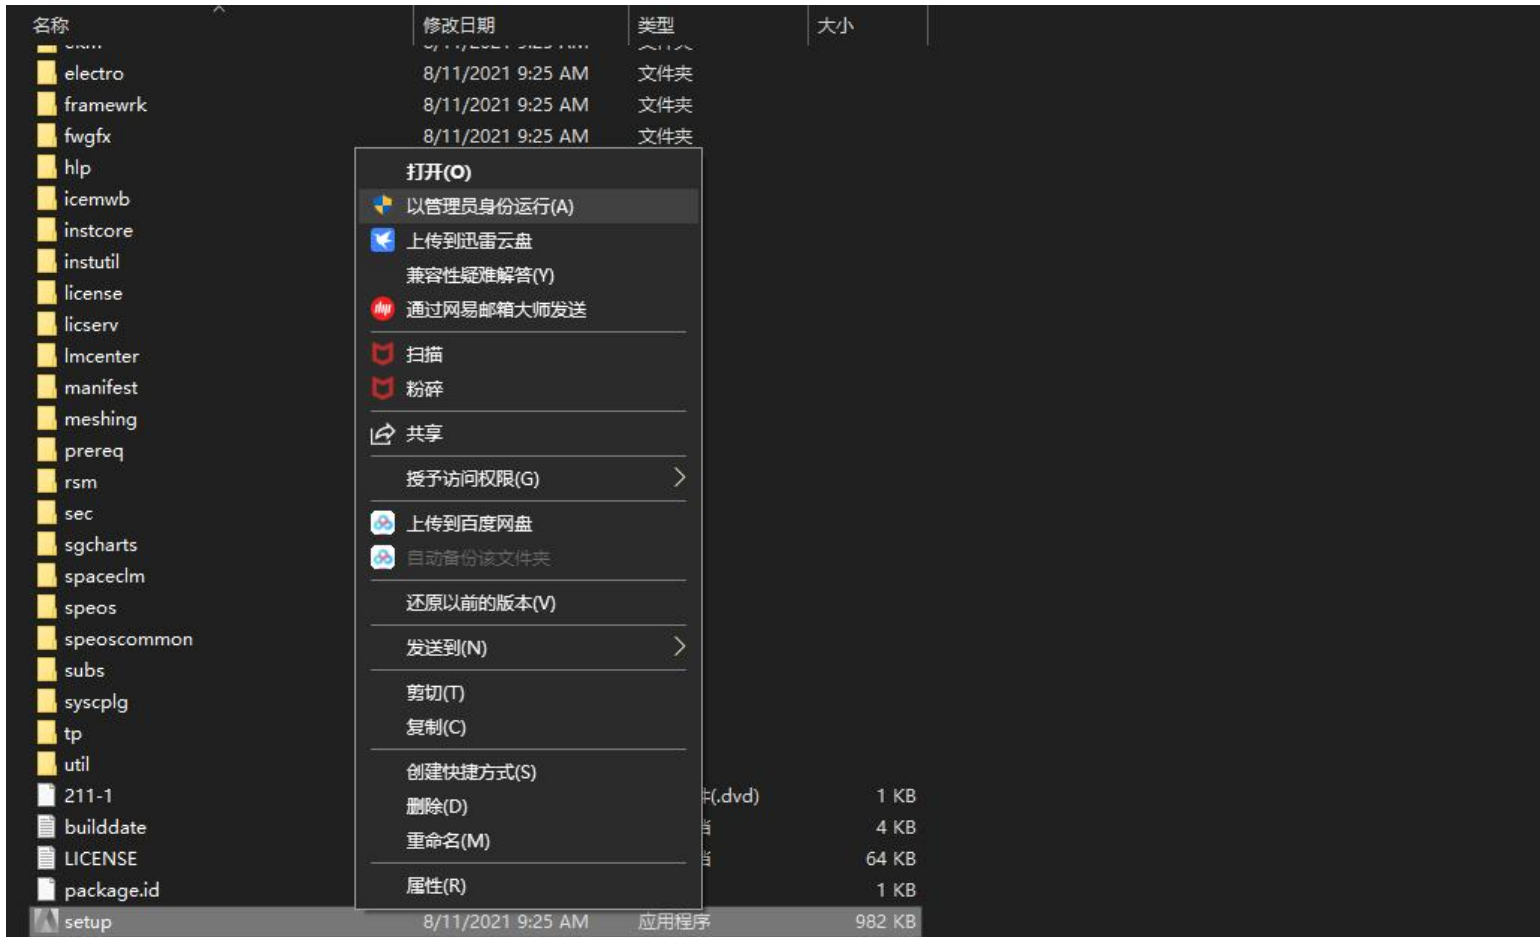 名称 修改日期 类型 大小
electro 8/11/2021 9:25 AM 文件夹
framewrk 8/11/2021 9:25 AM 文件夹
fwgfx 8/11/2021 9:25 AM 文件夹
hlp
icemwb
instcore
instutil
license
licserv
lmcenter
manifest
meshing
prereq
rsm
sec
sgcharts
spaceclm
speos
speoscommon
subs
syscplg
tp
util
211-1 (.dvd) 1 KB
builddate 4 KB
LICENSE 64 KB
package.id 1 KB
setup 8/11/2021 9:25 AM 应用程序 982 KB
打开(O)
以管理员身份运行(A)
上传到迅雷云盘
兼容性疑难解答(Y)
通过网易邮箱大师发送
扫描
粉碎
共享
授予访问权限(G)
上传到百度网盘
自动备份该文件夹
还原以前的版本(V)
发送到(N)
剪切(T)
复制(C)
创建快捷方式(S)
删除(D)
重命名(M)
属性(R)